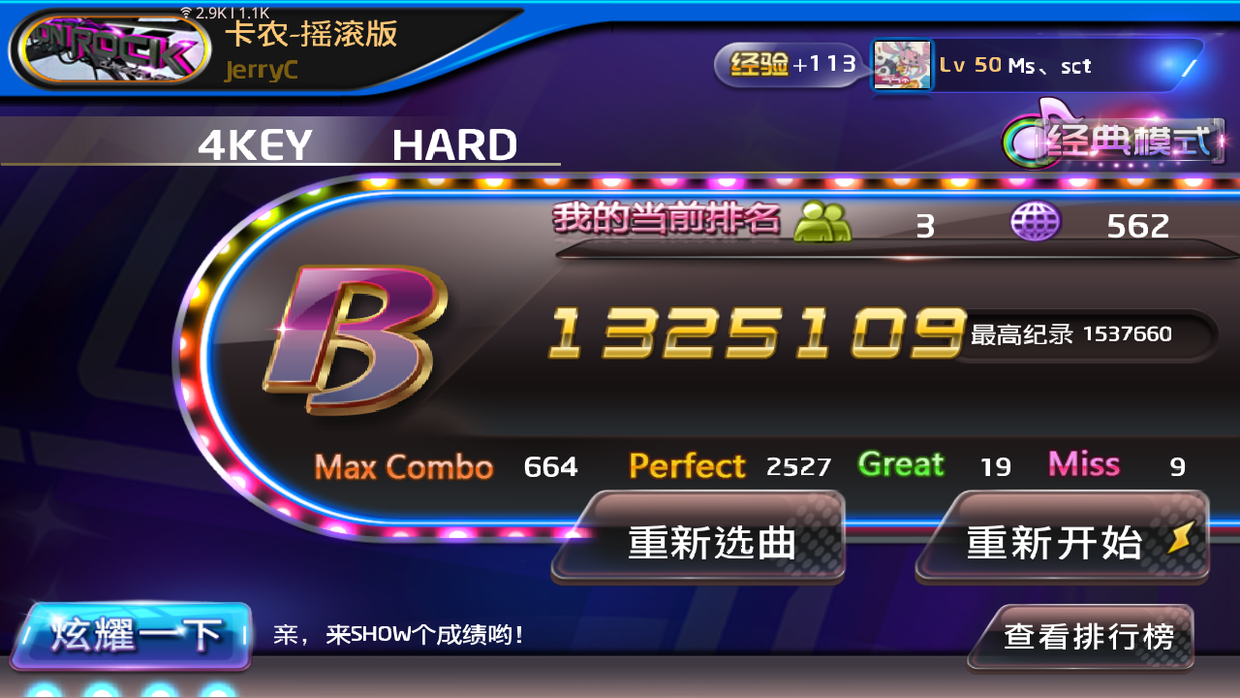 2.9K | 1.1K
ON!ROCK
卡农-摇滚版
JerryC
经验+113
Lv 50 Ms、sct
4KEY HARD
经典模式
我的当前排名 3 562
B
1325109
最高纪录 1537660
Max Combo 664 Perfect 2527 Great 19 Miss 9
重新选曲 重新开始
炫耀一下 亲，来SHOW个成绩哟！
查看排行榜